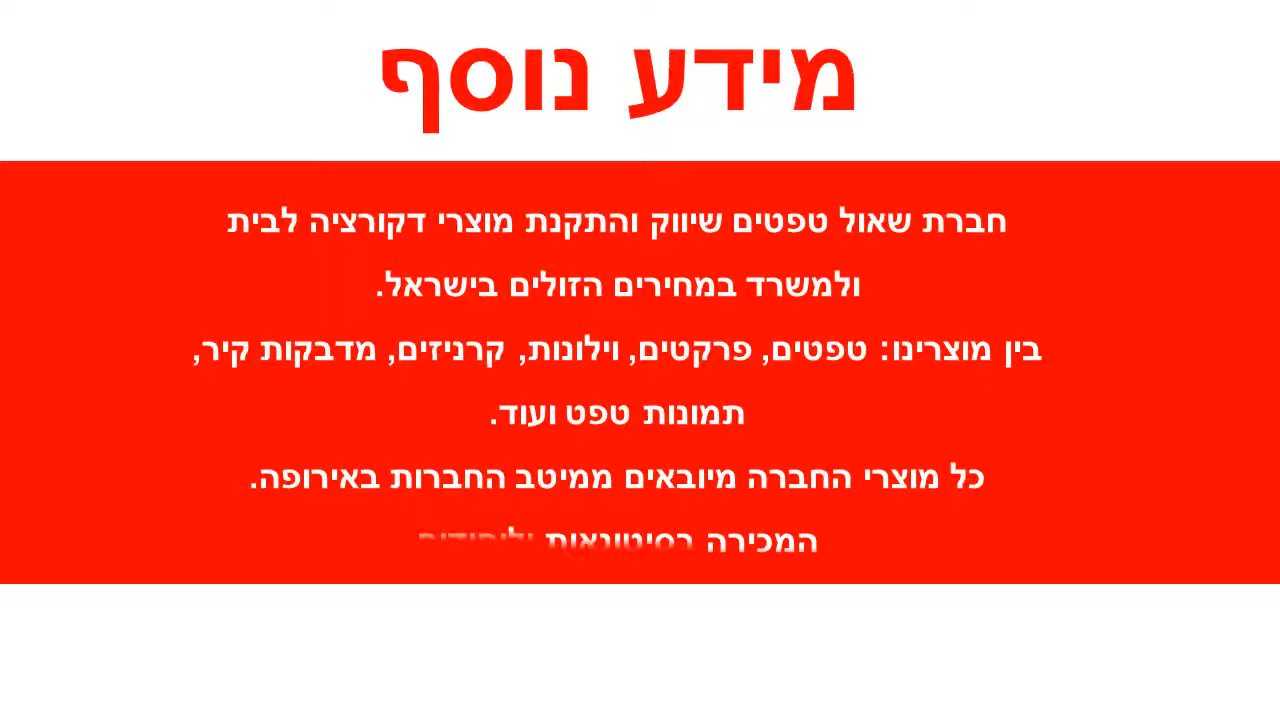 מידע נוסף
חברת שאול טפטים שיווק והתקנת מוצרי דקורציה לבית
ולמשרד במחירים הזולים בישראל.
בין מוצרינו: טפטים, פרקטים, וילונות, קרניזים, מדבקות קיר,
תמונות טפט ועוד.
כל מוצרי החברה מיובאים ממיטב החברות באירופה.
המכירה בסיטונאות